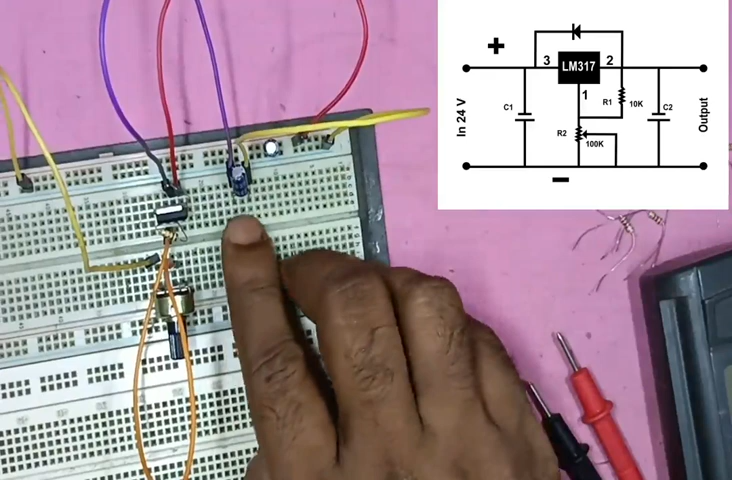 +
3
LM317
2
1
C1
R1
10K
C2
In 24 V
R2
100K
Output
−